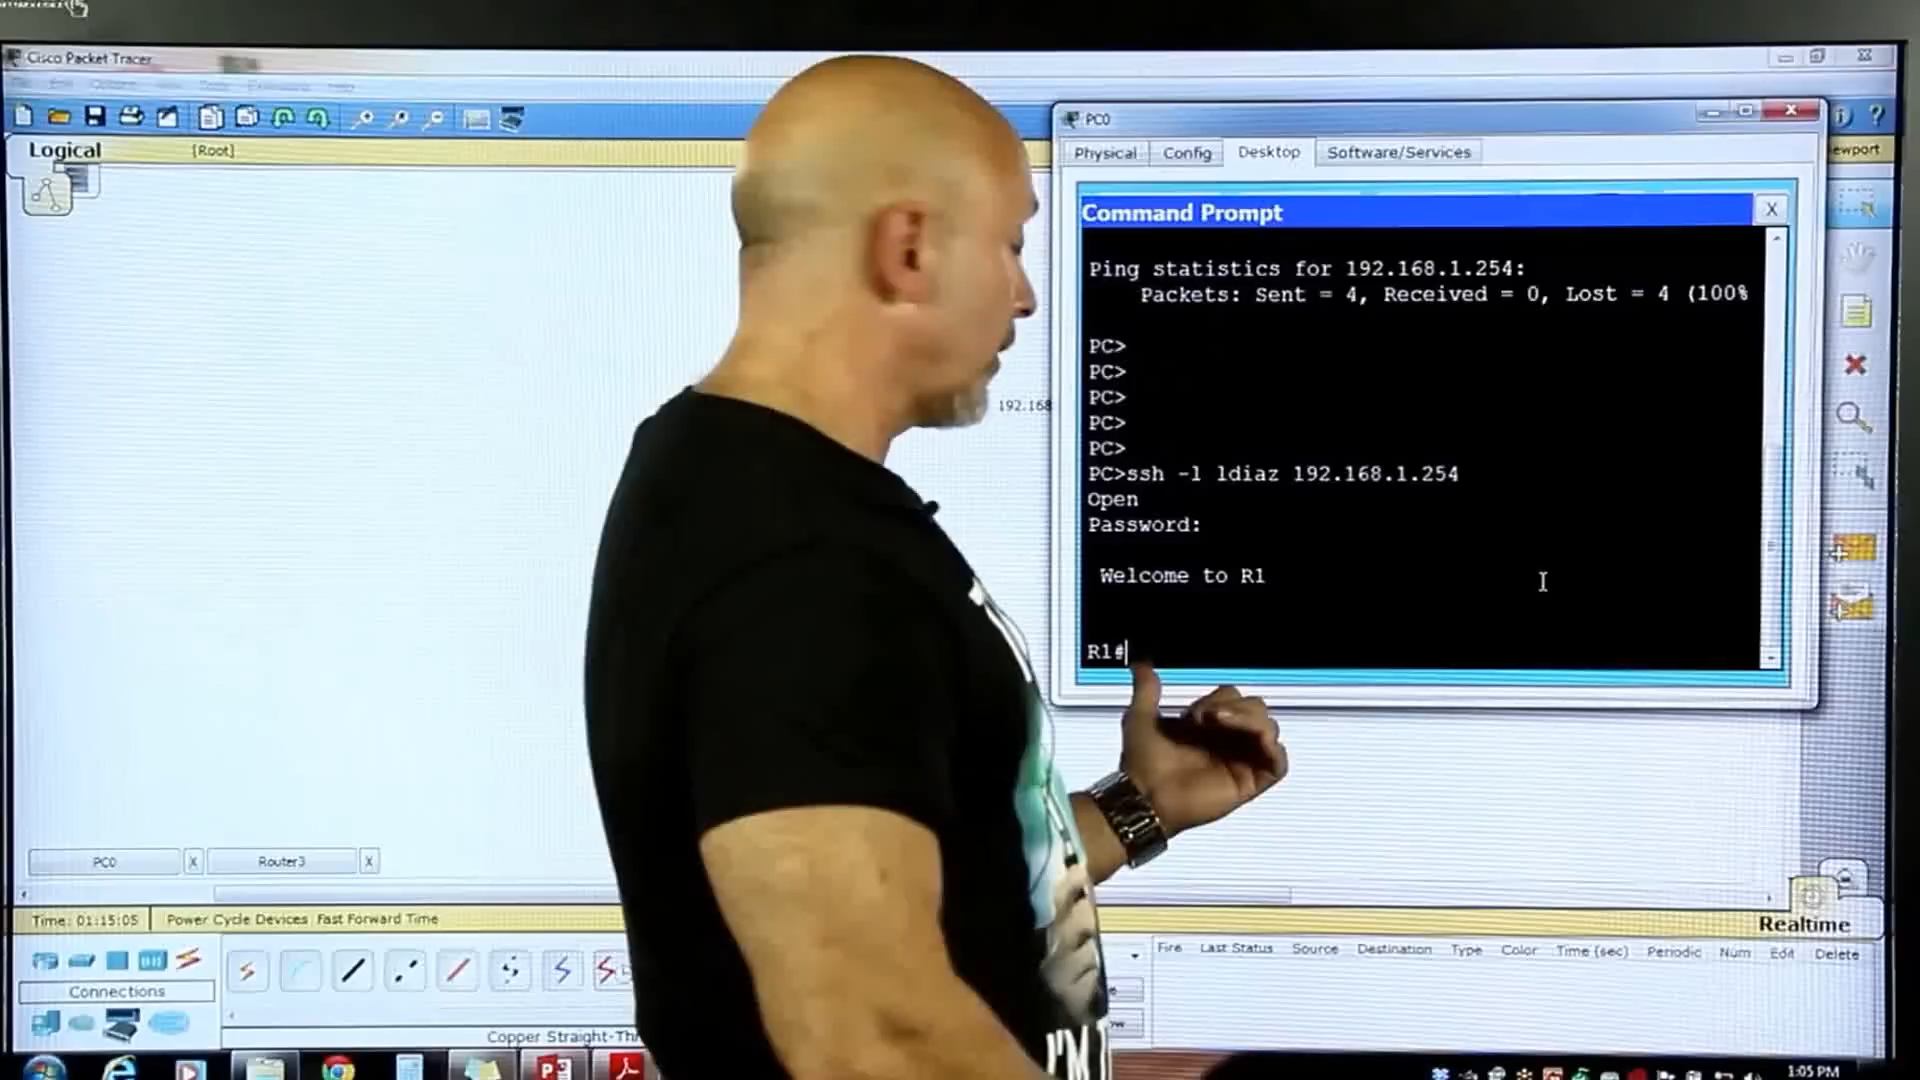 Cisco Packet Tracer
Logical
[Root]
PC0
Physical
Config
Desktop
Software/Services
Command Prompt
X
Ping statistics for 192.168.1.254:
Packets: Sent = 4, Received = 0, Lost = 4 (100%
PC>
PC>
PC>
PC>
PC>
PC>ssh -l ldiaz 192.168.1.254
Open
Password:
Welcome to R1
R1#
192.168
PC0
X
Router3
X
Time: 01:15:05
Power Cycle Devices Fast Forward Time
Realtime
Fire Last Status Source Destination Type Color Time (sec) Periodic Num Edit Delete
Connections
Copper Straight-Th
I'M
1:05 PM